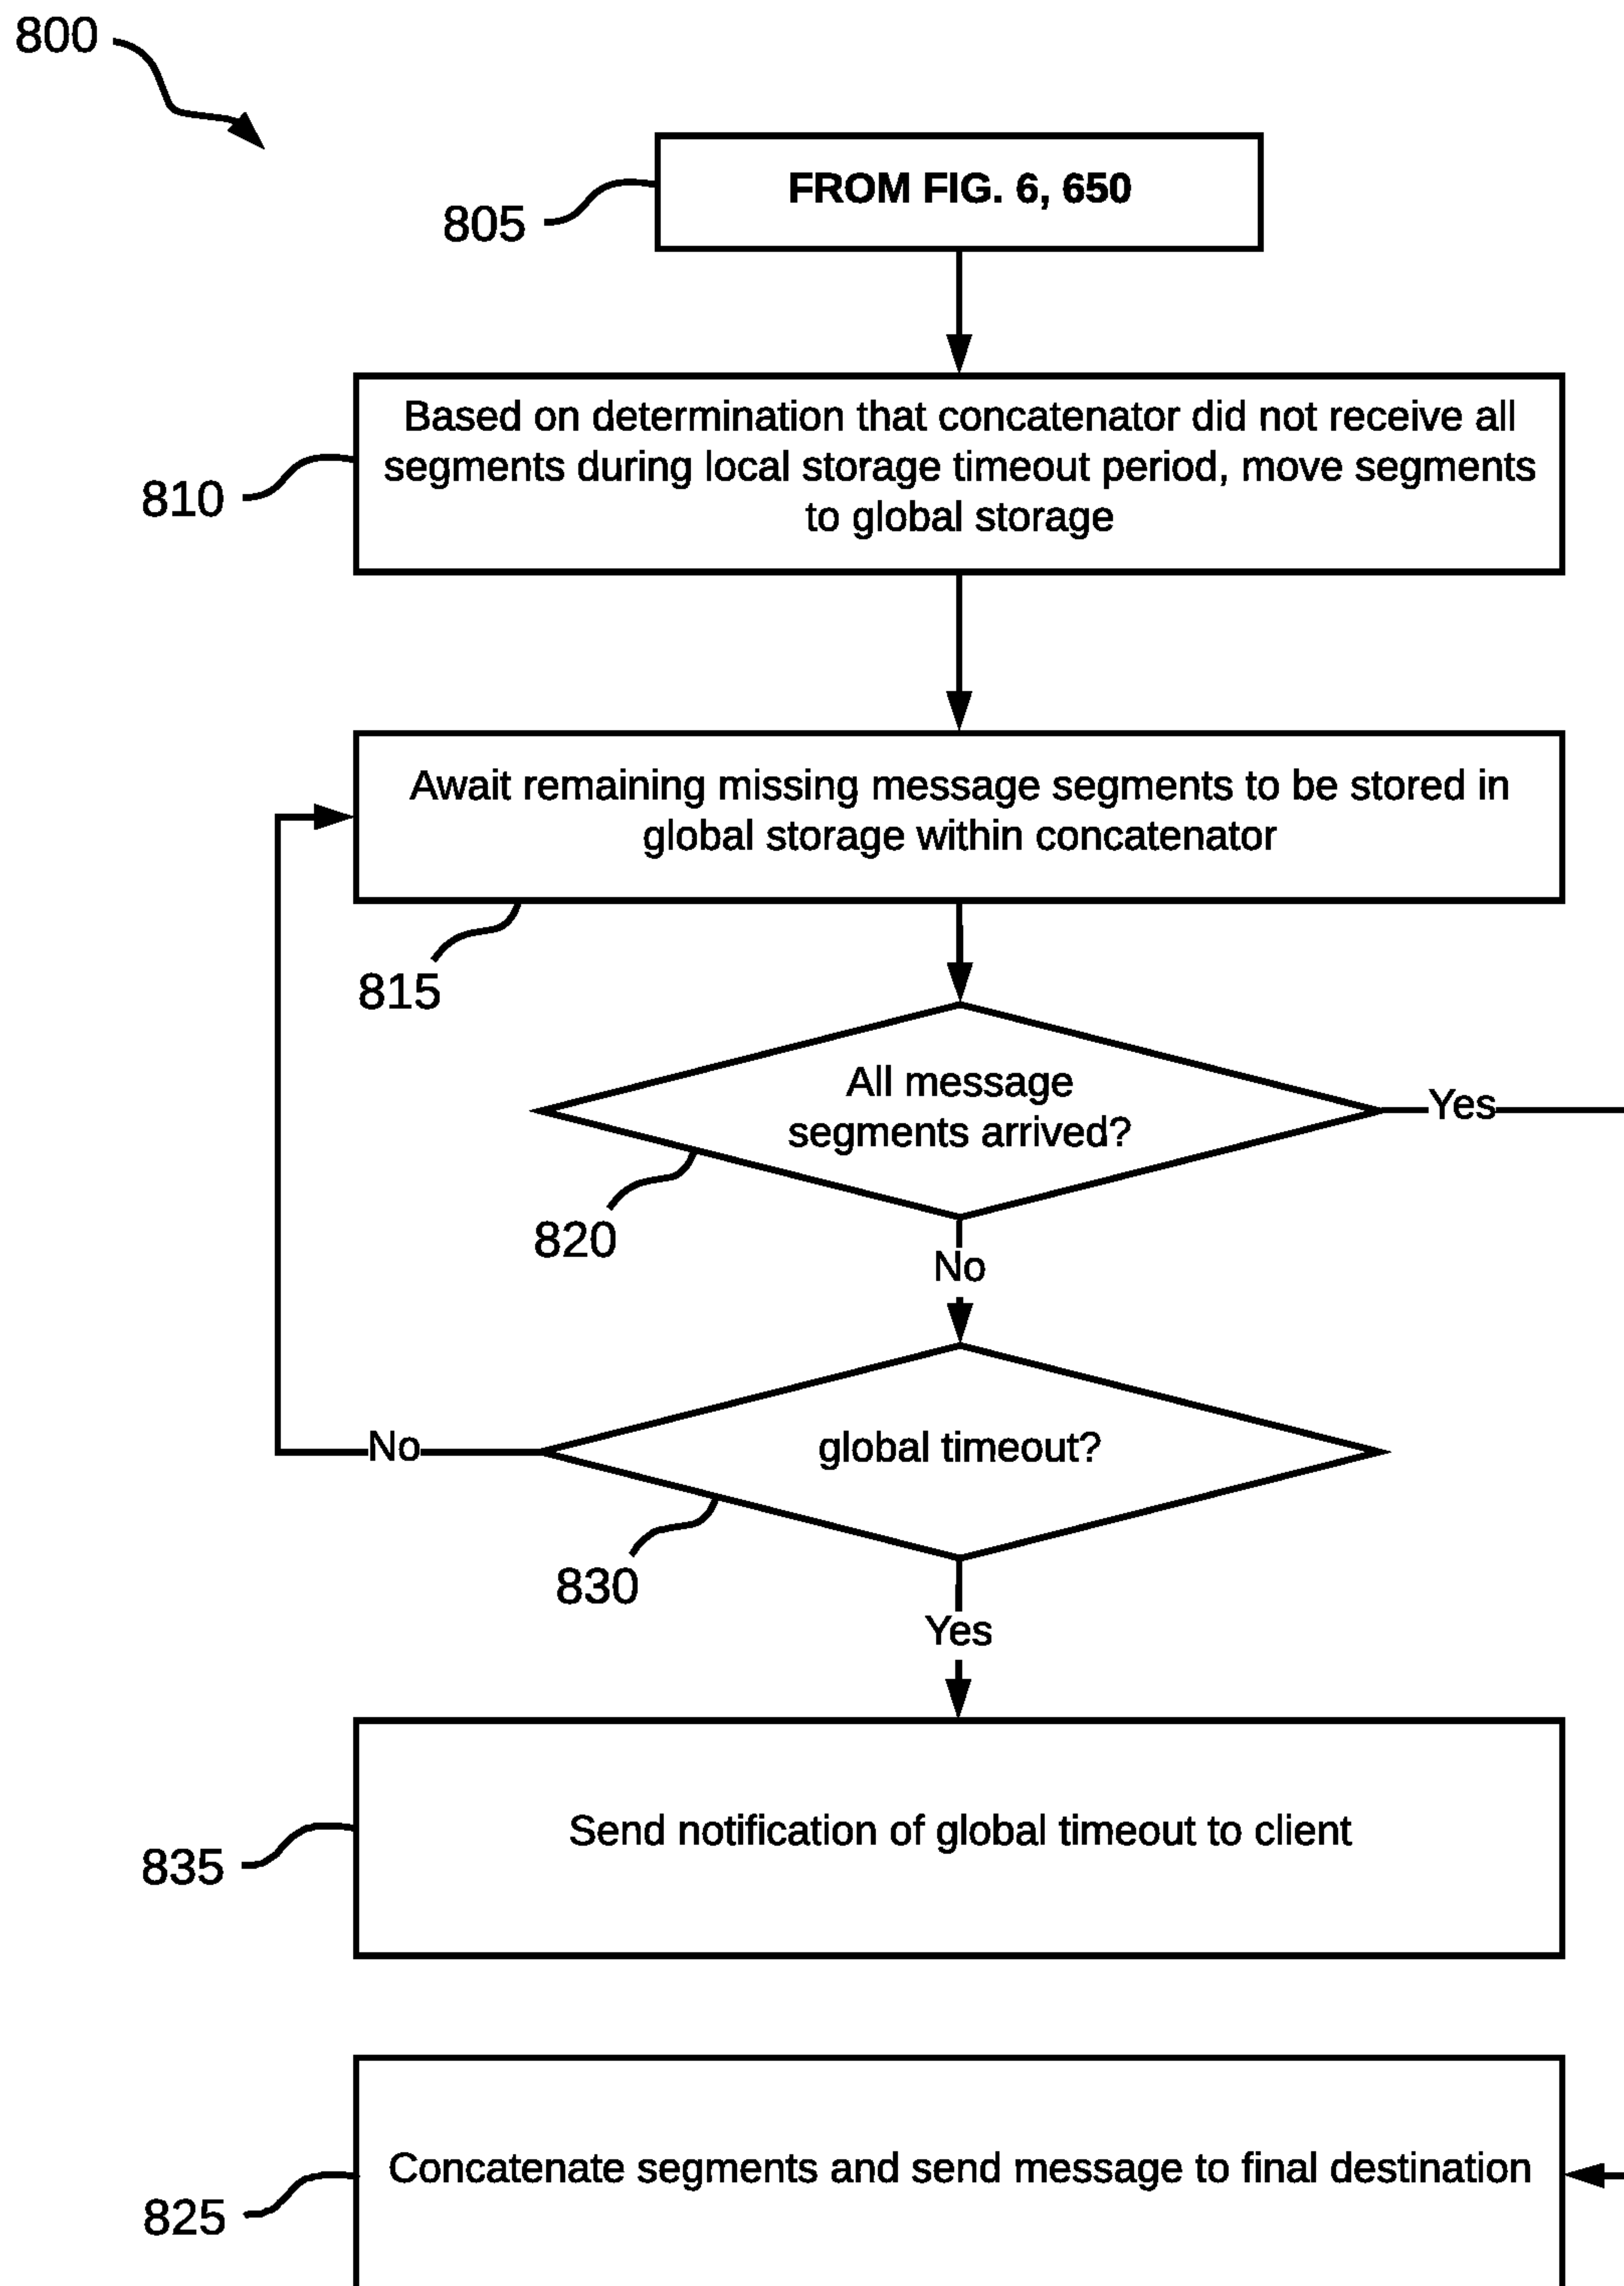 800
FROM FIG. 6, 650
805
Based on determination that concatenator did not receive all
segments during local storage timeout period, move segments
to global storage
810
Await remaining missing message segments to be stored in
global storage within concatenator
815
All message
segments arrived?
Yes
820
No
global timeout?
No
830
Yes
Send notification of global timeout to client
835
Concatenate segments and send message to final destination
825